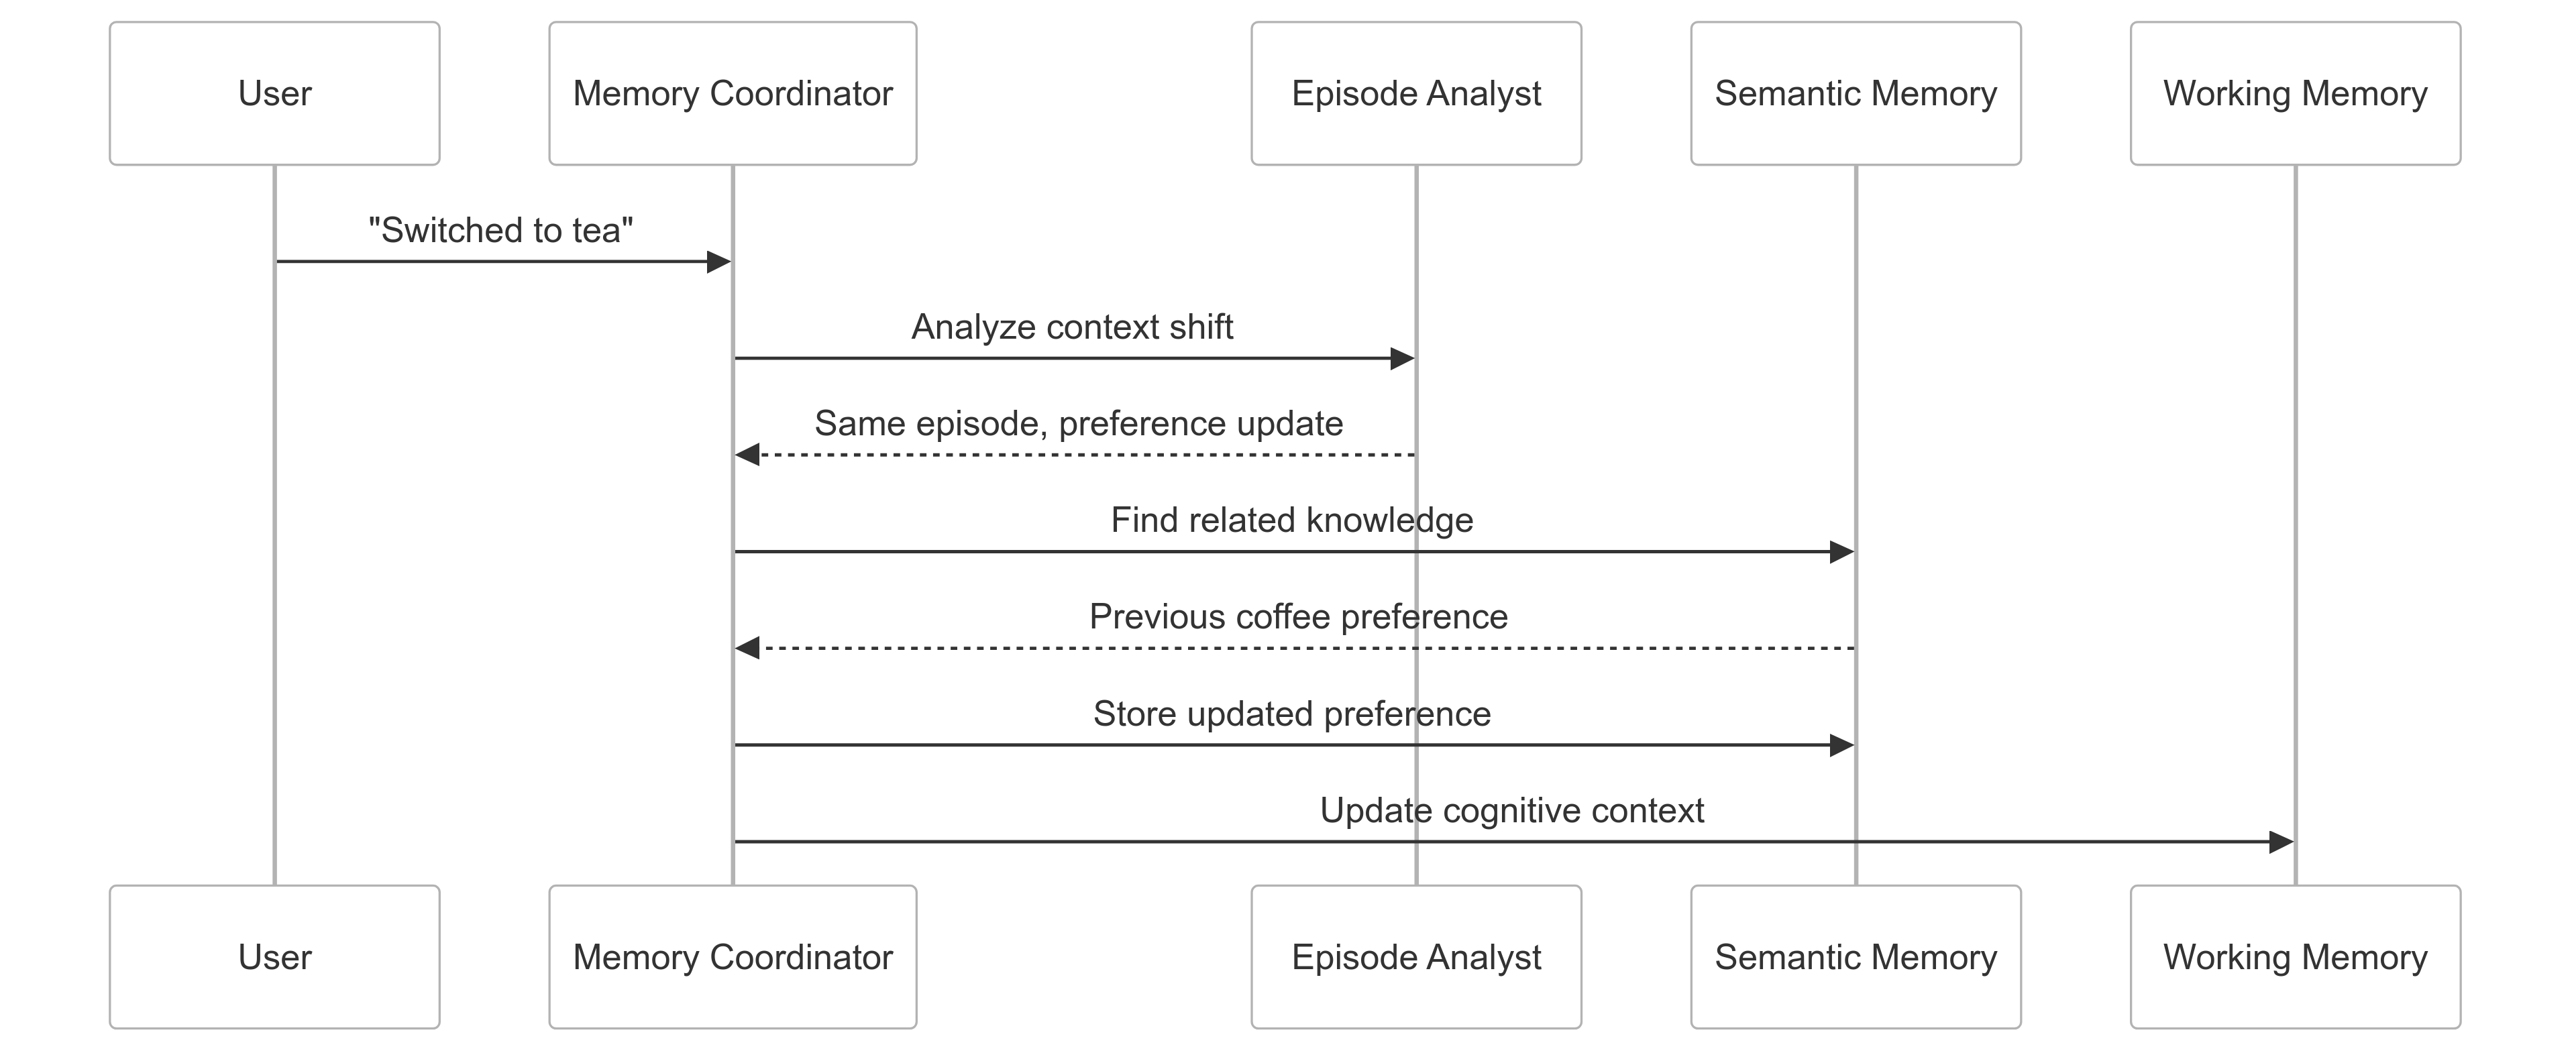 User
Memory Coordinator
Episode Analyst
Semantic Memory
Working Memory
"Switched to tea"
Analyze context shift
Same episode, preference update
Find related knowledge
Previous coffee preference
Store updated preference
Update cognitive context
User
Memory Coordinator
Episode Analyst
Semantic Memory
Working Memory